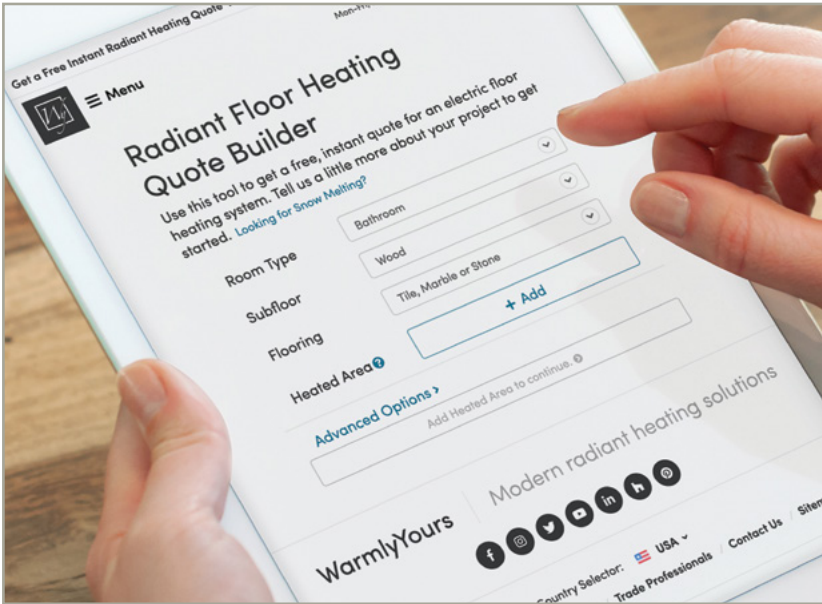 Get a Free Instant Radiant Heating Quote
Mon-Fri,
Menu
Radiant Floor Heating
Quote Builder
Use this tool to get a free, instant quote for an electric floor
heating system. Tell us a little more about your project to get
started. Looking for Snow Melting?
Room Type
Bathroom
Subfloor
Wood
Flooring
Tile, Marble or Stone
Heated Area
+ Add
Advanced Options >
Add Heated Area to continue.
WarmlyYours
Modern radiant heating solutions
Country Selector: USA
Trade Professionals / Contact Us / Sitem